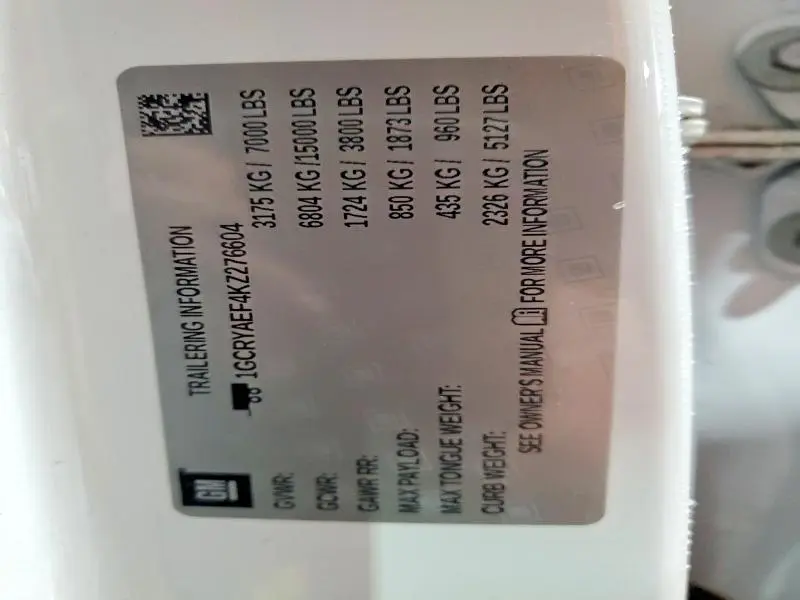 GM
TRAILERING INFORMATION
1GCRYAEF4KZ276604
GVWR: 3175 KG / 7000 LBS
GCWR: 6804 KG /15000 LBS
GAWR RR: 1724 KG / 3800 LBS
MAX PAYLOAD: 850 KG / 1873 LBS
MAX TONGUE WEIGHT: 435 KG / 960 LBS
CURB WEIGHT: 2326 KG / 5127 LBS
SEE OWNER'S MANUAL FOR MORE INFORMATION